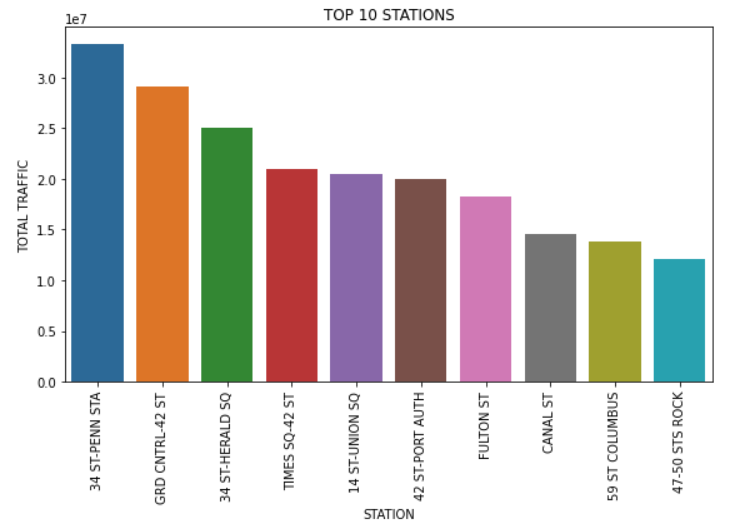 TOP 10 STATIONS
1e7
3.0
2.5
2.0
1.5
1.0
0.5
0.0
TOTAL TRAFFIC
34 ST-PENN STA
GRD CNTRL-42 ST
34 ST-HERALD SQ
TIMES SQ-42 ST
14 ST-UNION SQ
42 ST-PORT AUTH
FULTON ST
CANAL ST
59 ST COLUMBUS
47-50 STS ROCK
STATION